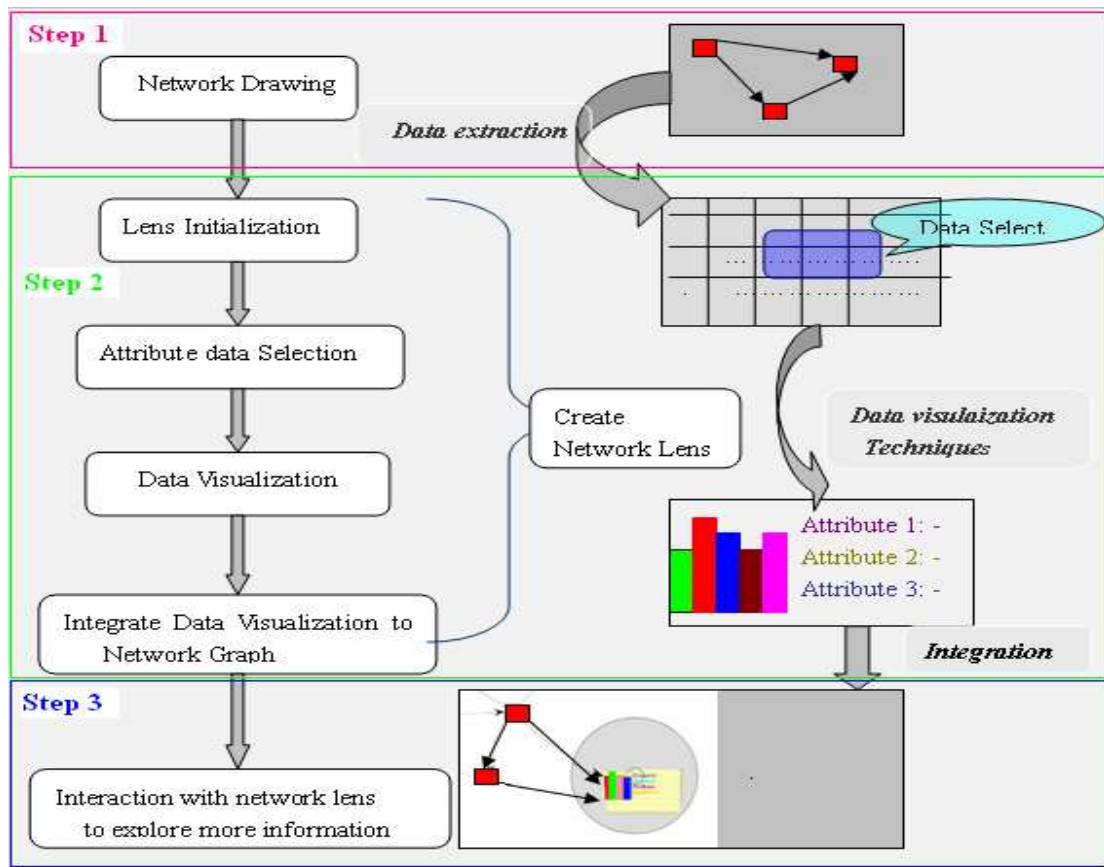 Step 1
Network Drawing
Data extraction
Lens Initialization
Data Select
Step 2
Attribute data Selection
Create
Network Lens
Data visulaization
Techniques
Data Visualization
Attribute 1: -
Attribute 2: -
Attribute 3: -
Integrate Data Visualization to
Network Graph
Integration
Step 3
Interaction with network lens
to explore more information